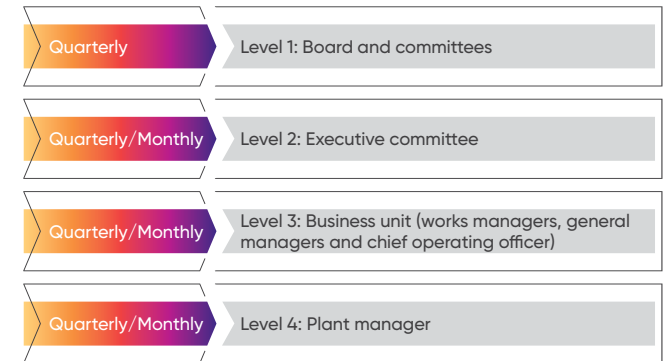 Quarterly
Level 1: Board and committees
Quarterly/Monthly
Level 2: Executive committee
Quarterly/Monthly
Level 3: Business unit (works managers, general
managers and chief operating officer)
Quarterly/Monthly
Level 4: Plant manager